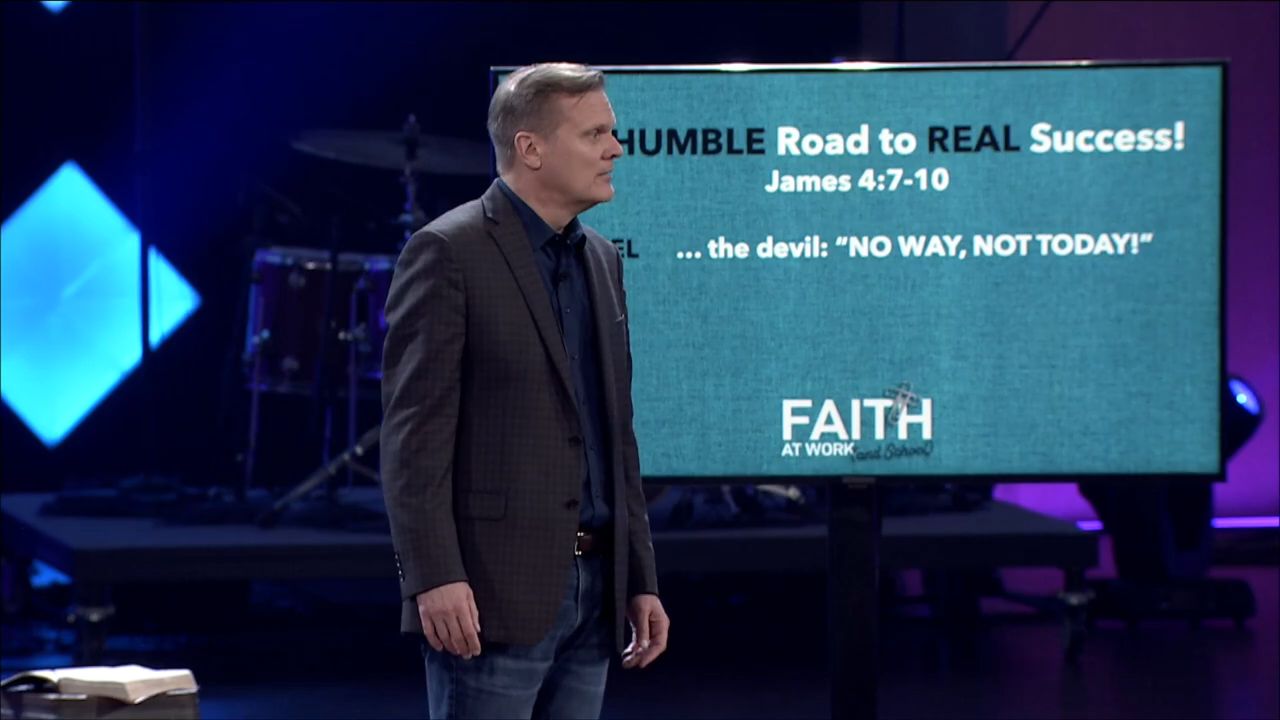 HUMBLE Road to REAL Success!
James 4:7-10
EL ... the devil: “NO WAY, NOT TODAY!”
FAITH
AT WORK (and School)